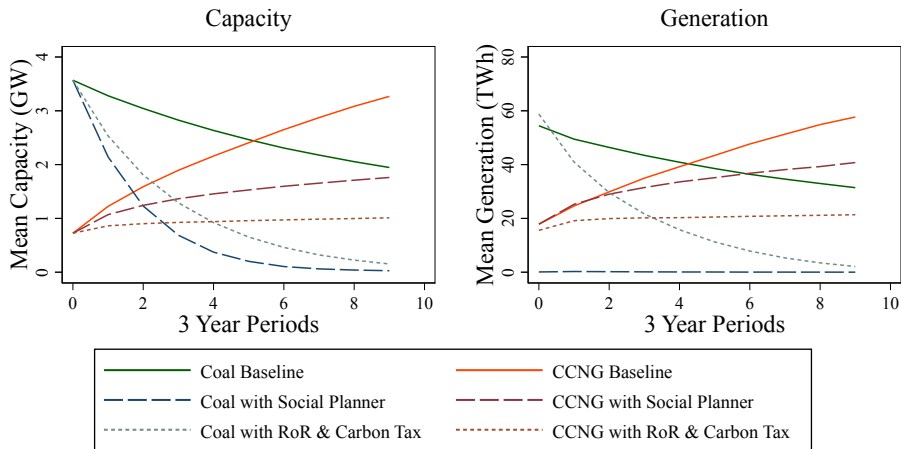 Capacity
Mean Capacity (GW)
4
3
2
1
0
0 2 4 6 8 10
3 Year Periods
Generation
Mean Generation (TWh)
80
60
40
20
0
0 2 4 6 8 10
3 Year Periods
Coal Baseline
CCNG Baseline
Coal with Social Planner
CCNG with Social Planner
Coal with RoR & Carbon Tax
CCNG with RoR & Carbon Tax